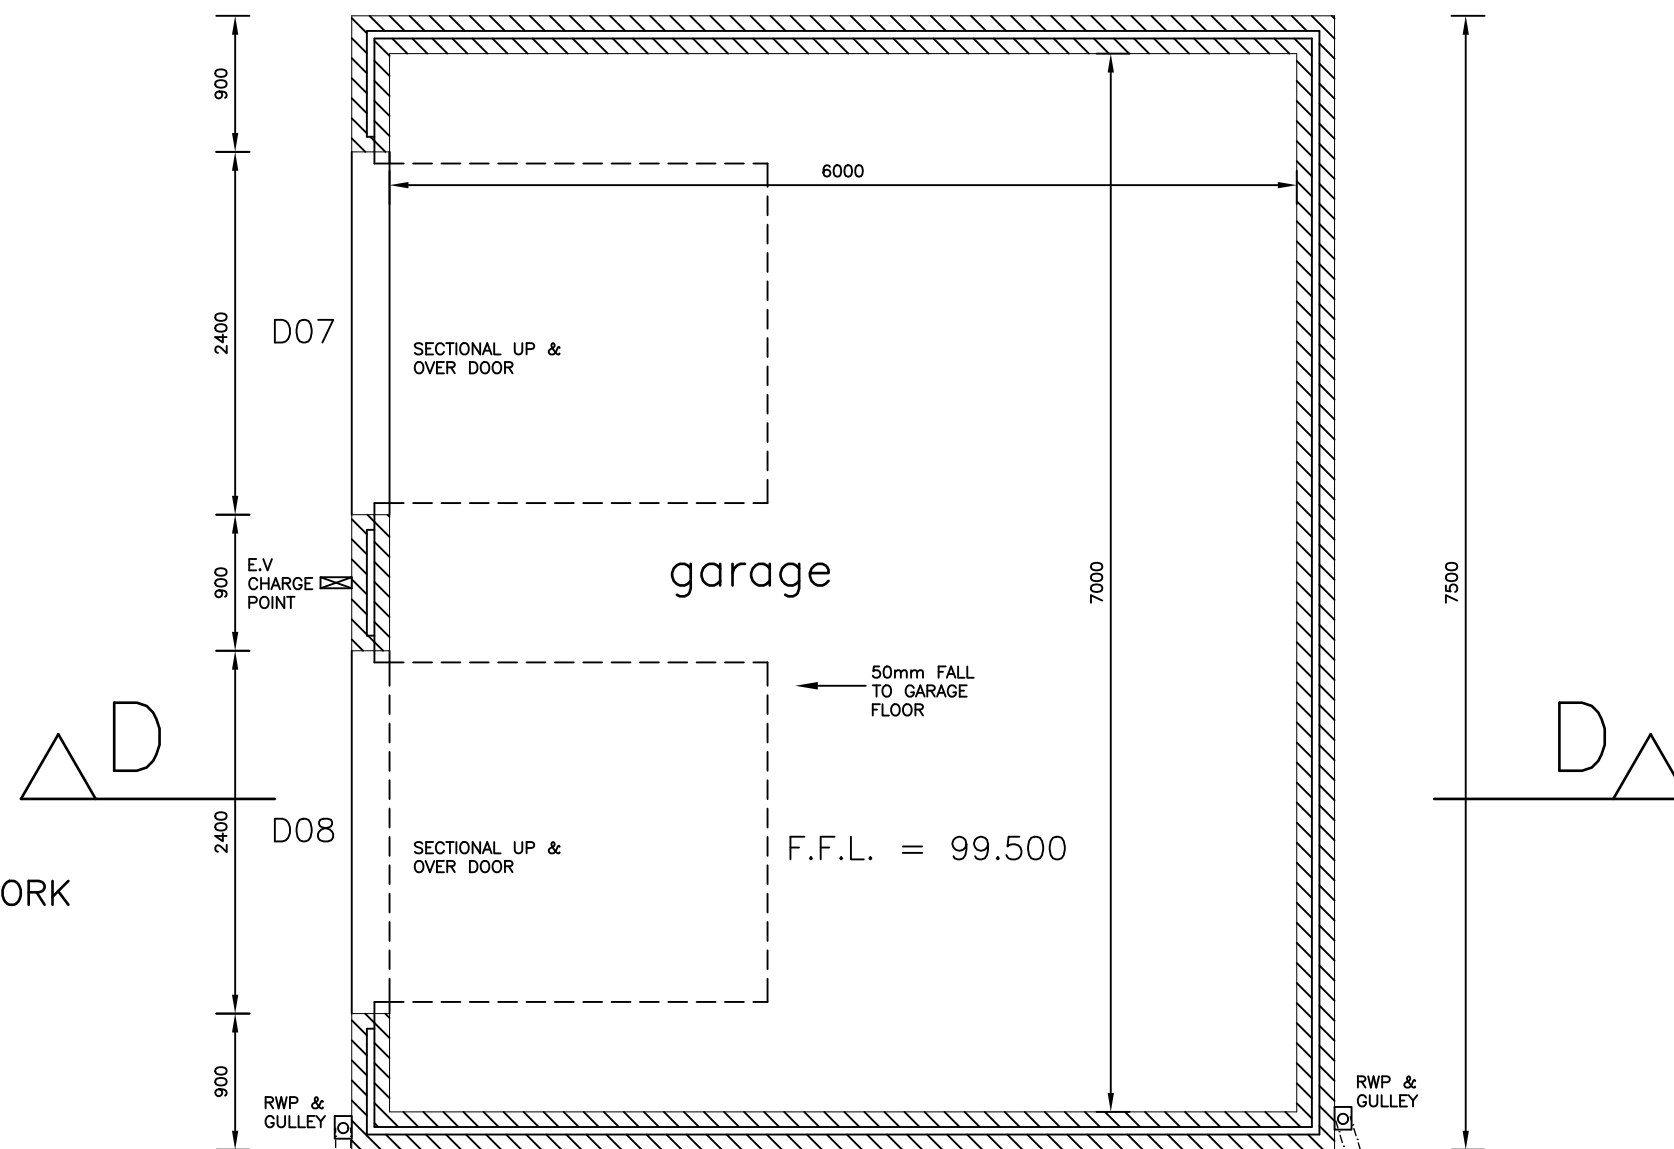 900
6000
2400
D07
SECTIONAL UP &
OVER DOOR
garage
900
E.V
CHARGE
POINT
7000
7500
50mm FALL
TO GARAGE
FLOOR
D
D
2400
D08
SECTIONAL UP &
OVER DOOR
F.F.L. = 99.500
ORK
900
RWP &
GULLEY
RWP &
GULLEY